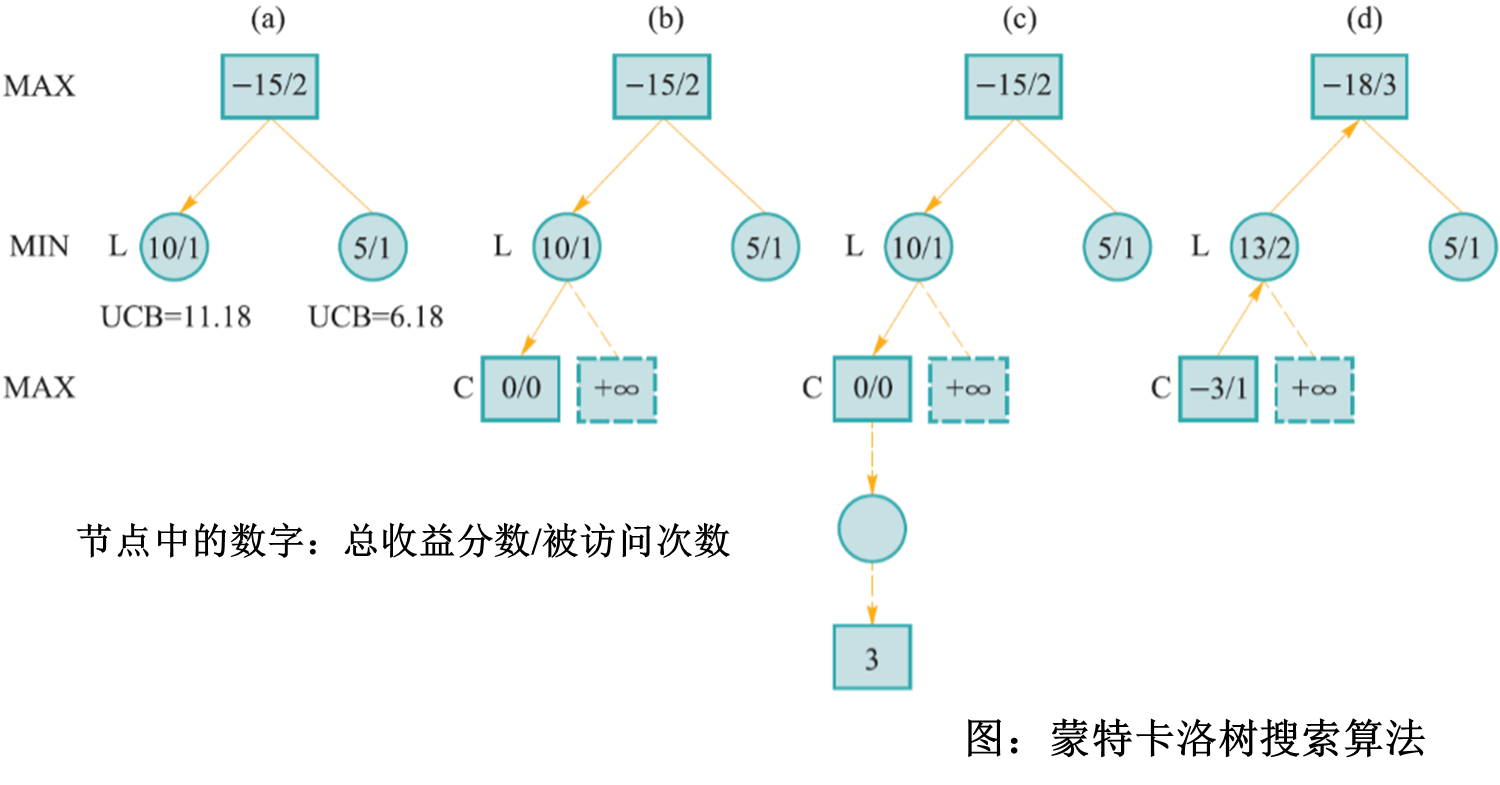 (a) (b) (c) (d)
MAX −15/2 −15/2 −15/2 −18/3
MIN L 10/1 5/1 L 10/1 5/1 L 10/1 5/1 L 13/2 5/1
UCB=11.18 UCB=6.18
MAX C 0/0 +∞ C 0/0 +∞ C −3/1 +∞
节点中的数字：总收益分数/被访问次数
3
图：蒙特卡洛树搜索算法